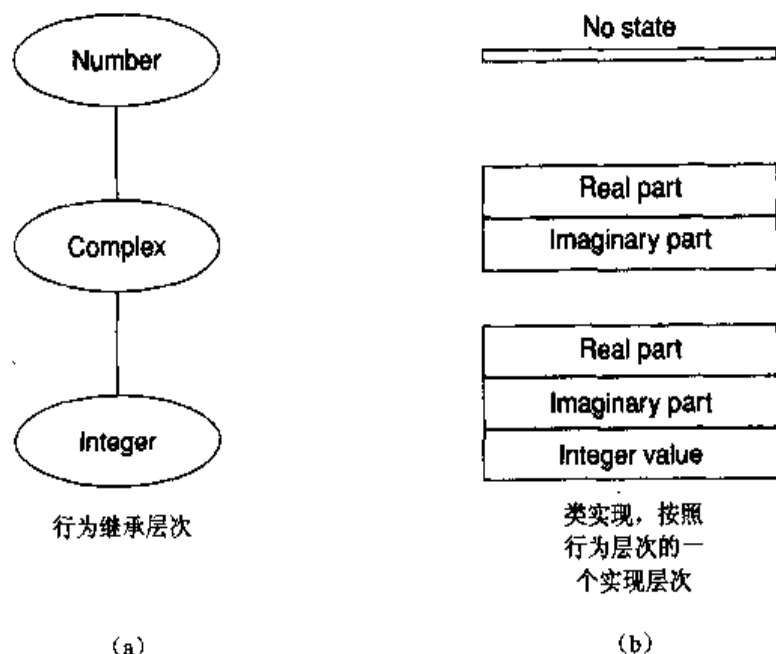 Number
Complex
Integer
行为继承层次
(a)
No state
Real part
Imaginary part
Real part
Imaginary part
Integer value
类实现，按照
行为层次的一
个实现层次
(b)